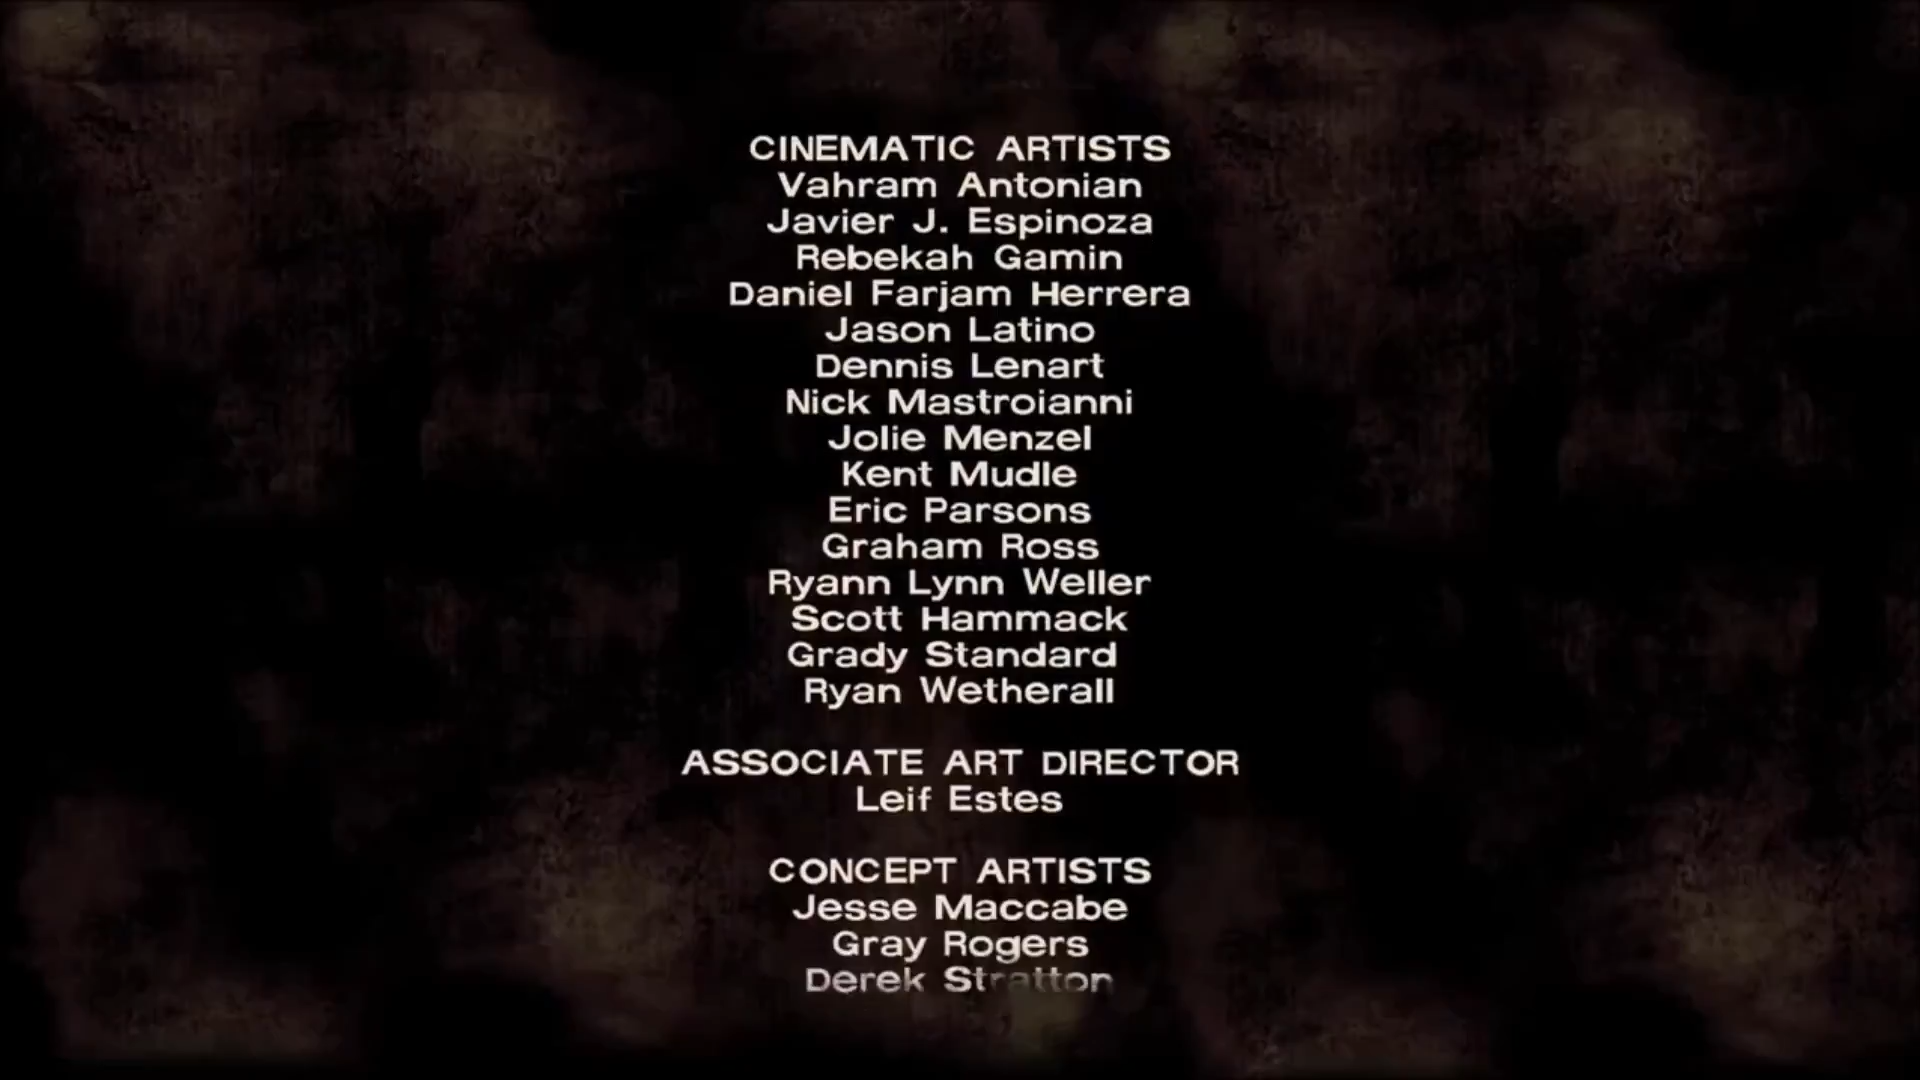 CINEMATIC ARTISTS
Vahram Antonian
Javier J. Espinoza
Rebekah Gamin
Daniel Farjam Herrera
Jason Latino
Dennis Lenart
Nick Mastroianni
Jolie Menzel
Kent Mudle
Eric Parsons
Graham Ross
Ryann Lynn Weller
Scott Hammack
Grady Standard
Ryan Wetherall
ASSOCIATE ART DIRECTOR
Leif Estes
CONCEPT ARTISTS
Jesse Maccabe
Gray Rogers
Derek Stratton